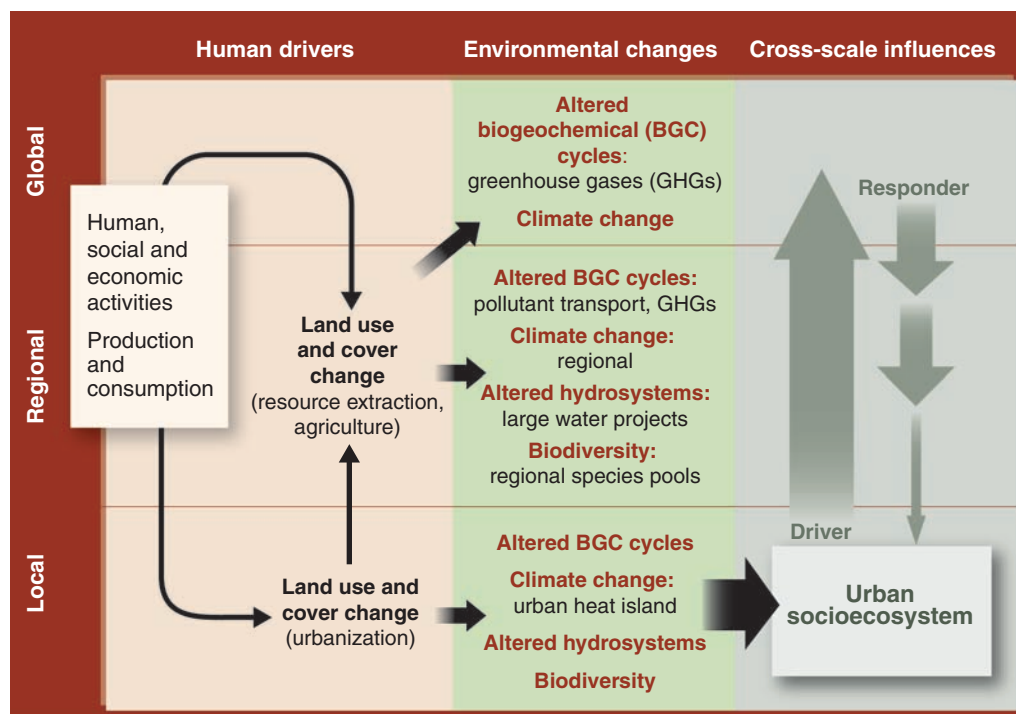 Human drivers
Environmental changes
Cross-scale influences
Global
Regional
Local
Human,
social and
economic
activities
Production
and
consumption
Land use
and cover
change
(resource extraction,
agriculture)
Land use and
cover change
(urbanization)
Altered
biogeochemical (BGC)
cycles:
greenhouse gases (GHGs)
Climate change
Altered BGC cycles:
pollutant transport, GHGs
Climate change:
regional
Altered hydrosystems:
large water projects
Biodiversity:
regional species pools
Altered BGC cycles
Climate change:
urban heat island
Altered hydrosystems
Biodiversity
Responder
Driver
Urban
socioecosystem